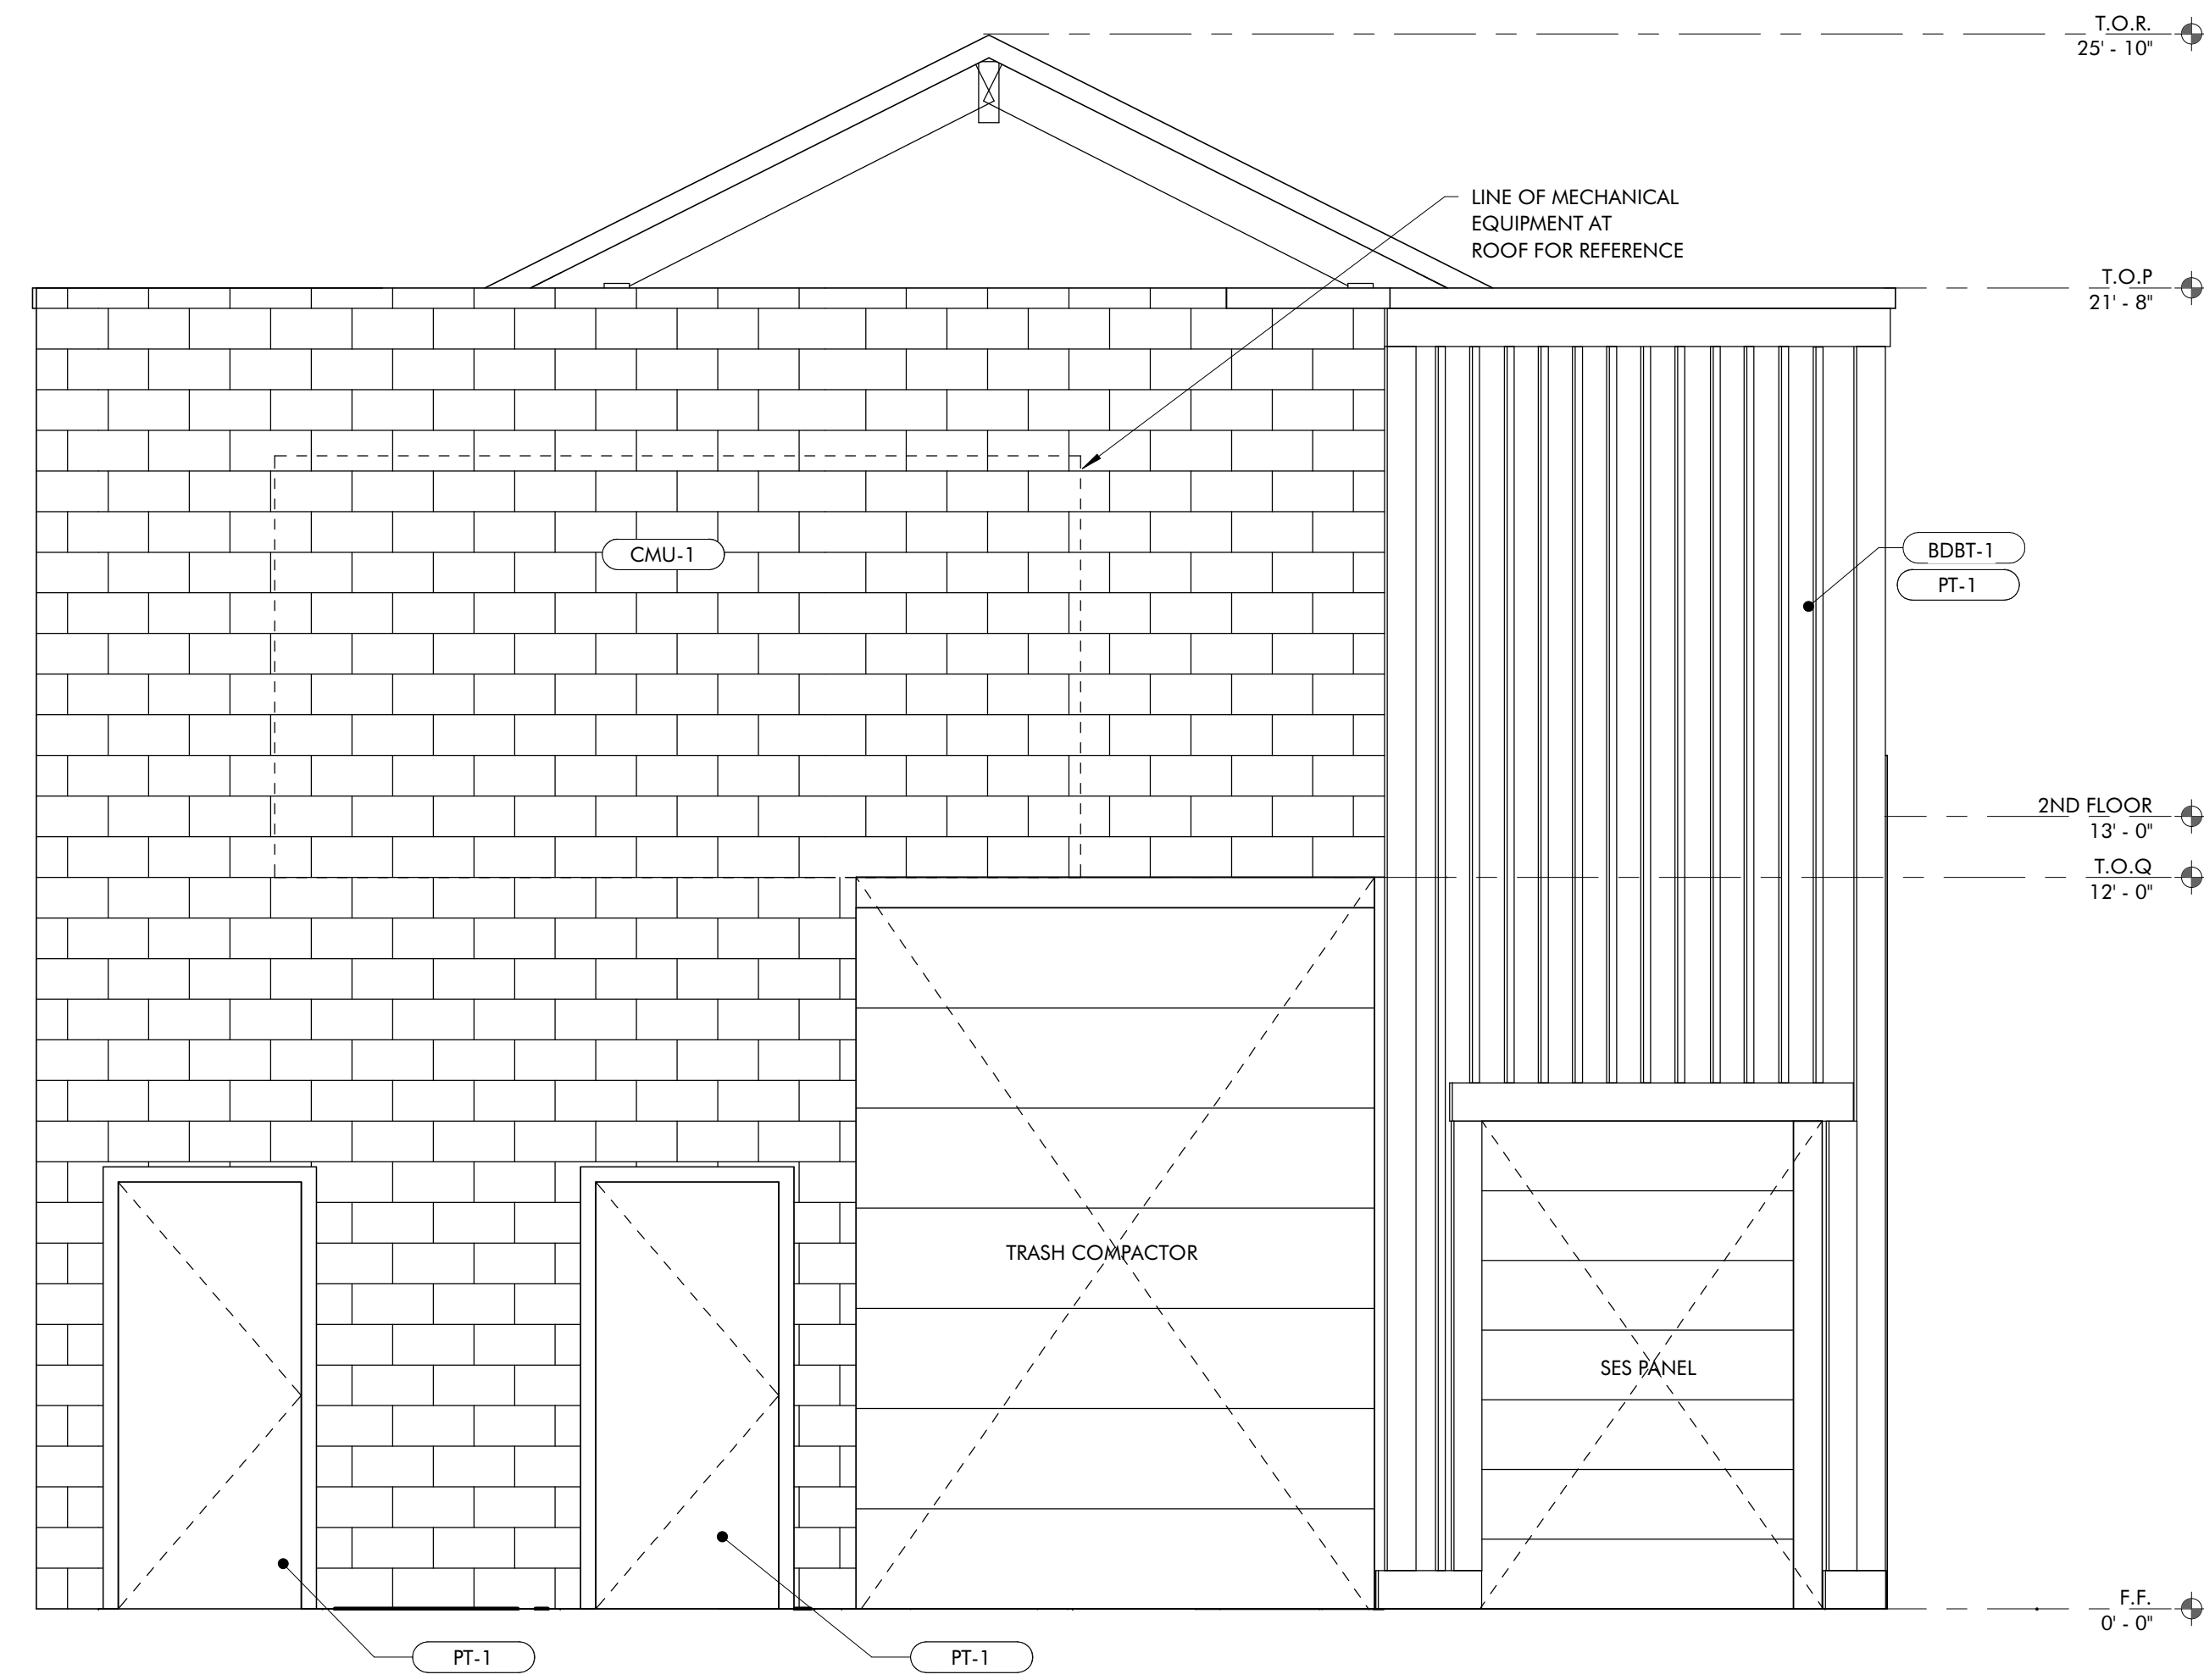 T.O.R.
25' - 10"
LINE OF MECHANICAL
EQUIPMENT AT
ROOF FOR REFERENCE
T.O.P
21' - 8"
CMU-1
BDBT-1
PT-1
2ND FLOOR
13' - 0"
T.O.Q
12' - 0"
TRASH COMPACTOR
SES PANEL
F.F.
0' - 0"
PT-1
PT-1